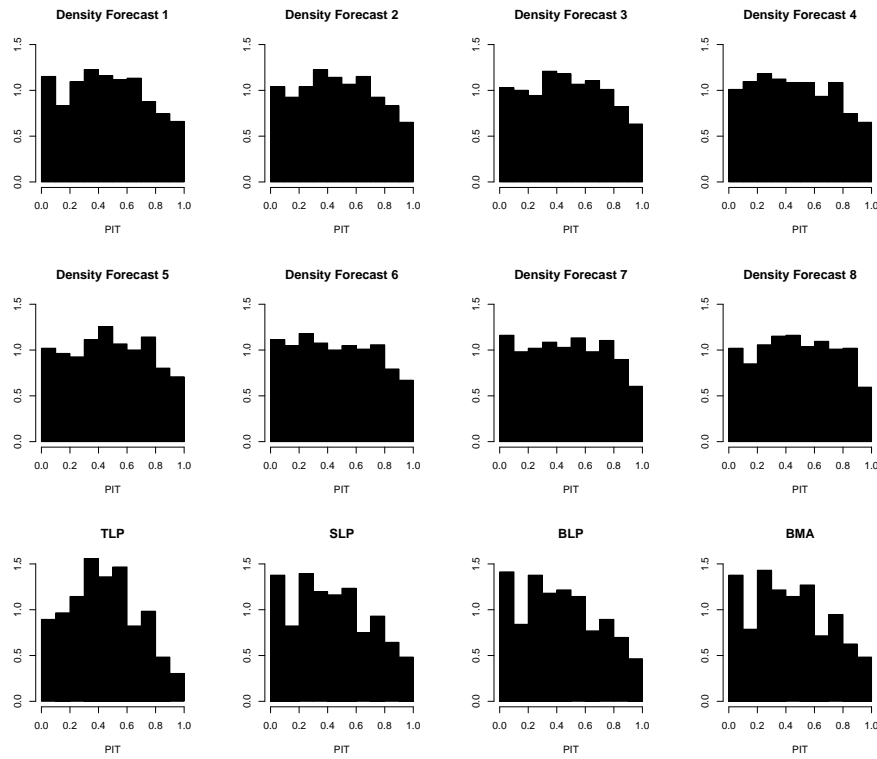 Density Forecast 1 Density Forecast 2 Density Forecast 3 Density Forecast 4
1.5 1.5 1.5 1.5
1.0 1.0 1.0 1.0
0.5 0.5 0.5 0.5
0.0 0.0 0.0 0.0
0.0 0.2 0.4 0.6 0.8 1.0 0.0 0.2 0.4 0.6 0.8 1.0 0.0 0.2 0.4 0.6 0.8 1.0 0.0 0.2 0.4 0.6 0.8 1.0
PIT PIT PIT PIT
Density Forecast 5 Density Forecast 6 Density Forecast 7 Density Forecast 8
1.5 1.5 1.5 1.5
1.0 1.0 1.0 1.0
0.5 0.5 0.5 0.5
0.0 0.0 0.0 0.0
0.0 0.2 0.4 0.6 0.8 1.0 0.0 0.2 0.4 0.6 0.8 1.0 0.0 0.2 0.4 0.6 0.8 1.0 0.0 0.2 0.4 0.6 0.8 1.0
PIT PIT PIT PIT
TLP SLP BLP BMA
1.5 1.5 1.5 1.5
1.0 1.0 1.0 1.0
0.5 0.5 0.5 0.5
0.0 0.0 0.0 0.0
0.0 0.2 0.4 0.6 0.8 1.0 0.0 0.2 0.4 0.6 0.8 1.0 0.0 0.2 0.4 0.6 0.8 1.0 0.0 0.2 0.4 0.6 0.8 1.0
PIT PIT PIT PIT